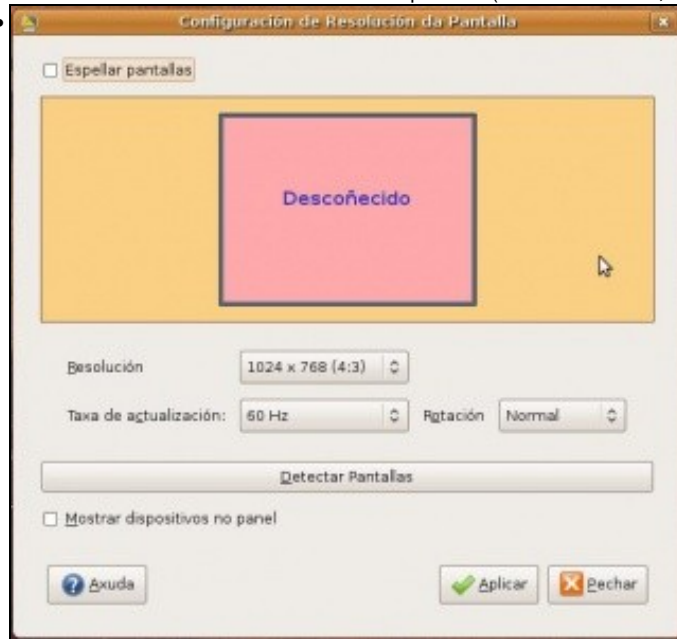 Configuración de Resolución da Pantalla
Espellar pantallas
Descoñecido
Resolución
1024 x 768 (4:3)
Taxa de actualización:
60 Hz
Rotación
Normal
Detectar Pantallas
Mostrar dispositivos no panel
Axuda
Aplicar
Pechar